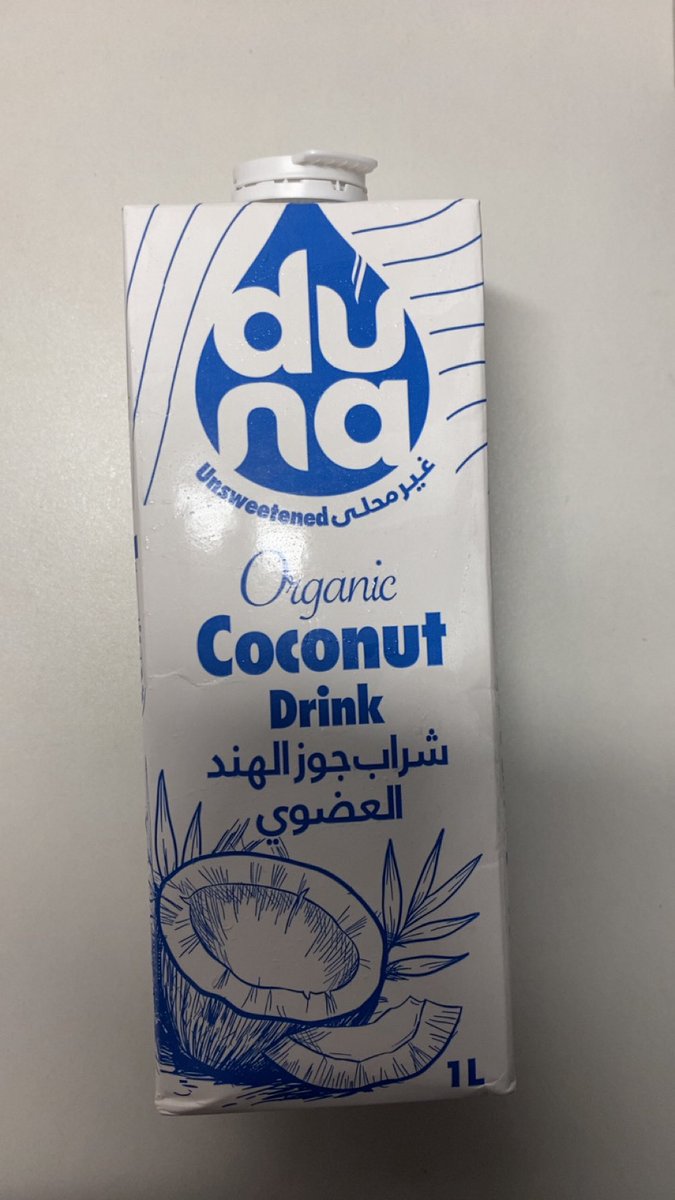 duna
Unsweetened غير محلى
Organic
Coconut
Drink
شراب جوز الهند
العضوي
1L